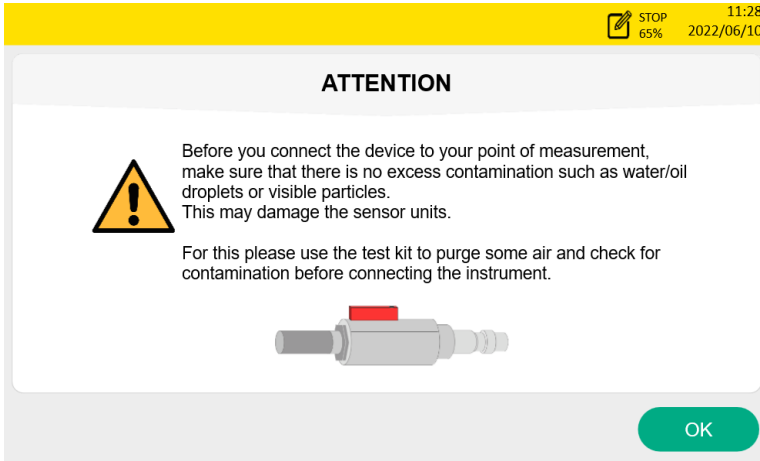 STOP 11:28
65% 2022/06/10
ATTENTION
Before you connect the device to your point of measurement,
make sure that there is no excess contamination such as water/oil
droplets or visible particles.
This may damage the sensor units.
For this please use the test kit to purge some air and check for
contamination before connecting the instrument.
OK